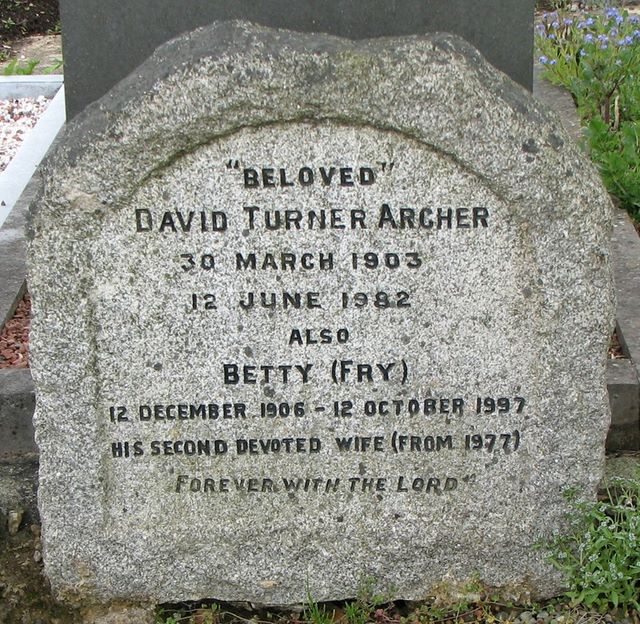 "BELOVED"
DAVID TURNER ARCHER
30 MARCH 1903
12 JUNE 1982
ALSO
BETTY (FRY)
12 DECEMBER 1906 - 12 OCTOBER 1997
HIS SECOND DEVOTED WIFE (FROM 1977)
"FOREVER WITH THE LORD"